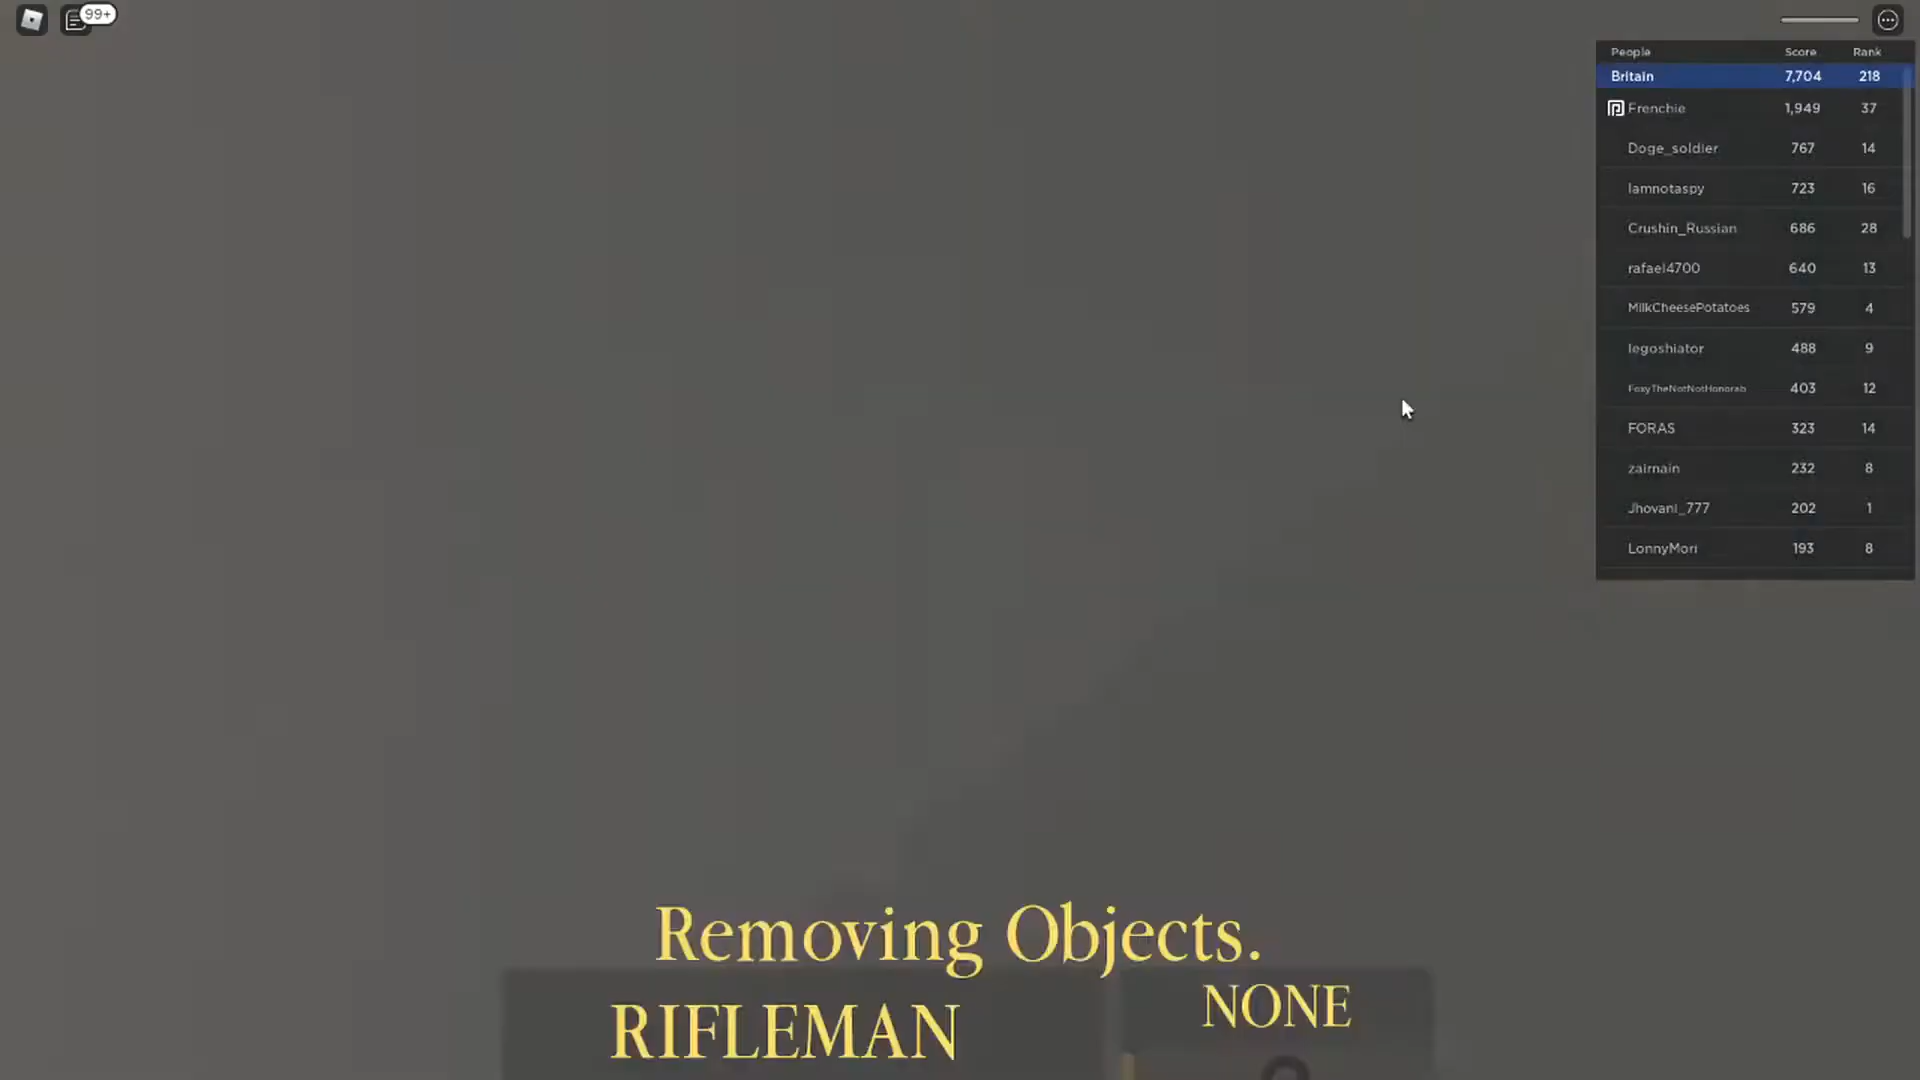 99+
People Score Rank
Britain 7,704 218
Frenchie 1,949 37
Doge_soldier 767 14
Iamnotaspy 723 16
Crushin_Russian 686 28
rafael4700 640 13
MilkCheesePotatoes 579 4
legoshiator 488 9
FoxyTheNotNotHonorab 403 12
FORAS 323 14
zairnain 232 8
Jhovani_777 202 1
LonnyMori 193 8
Removing Objects.
RIFLEMAN
NONE